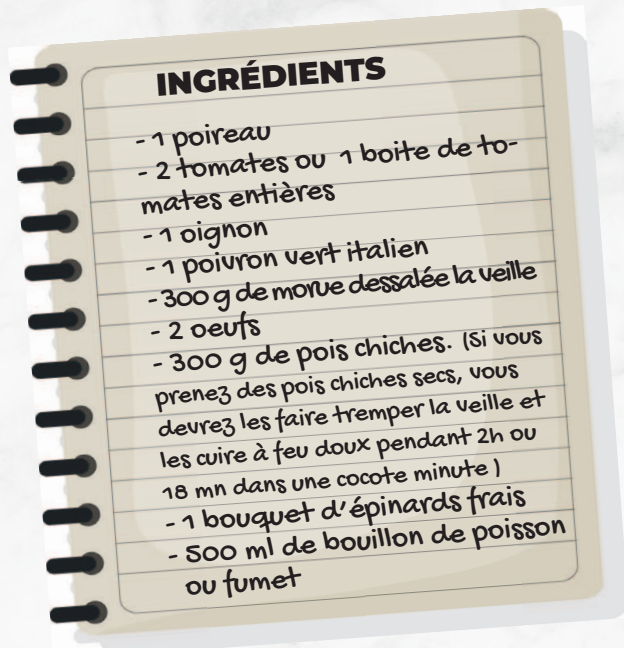 INGRÉDIENTS
- 1 poireau
- 2 tomates ou 1 boite de to-
mates entières
- 1 oignon
- 1 poivron vert italien
- 300 g de morue dessalée la veille
- 2 oeufs
- 300 g de pois chiches. (Si vous
prenez des pois chiches secs, vous
devrez les faire tremper la veille et
les cuire à feu doux pendant 2h ou
18 mn dans une cocote minute )
- 1 bouquet d'épinards frais
- 500 ml de bouillon de poisson
ou fumet